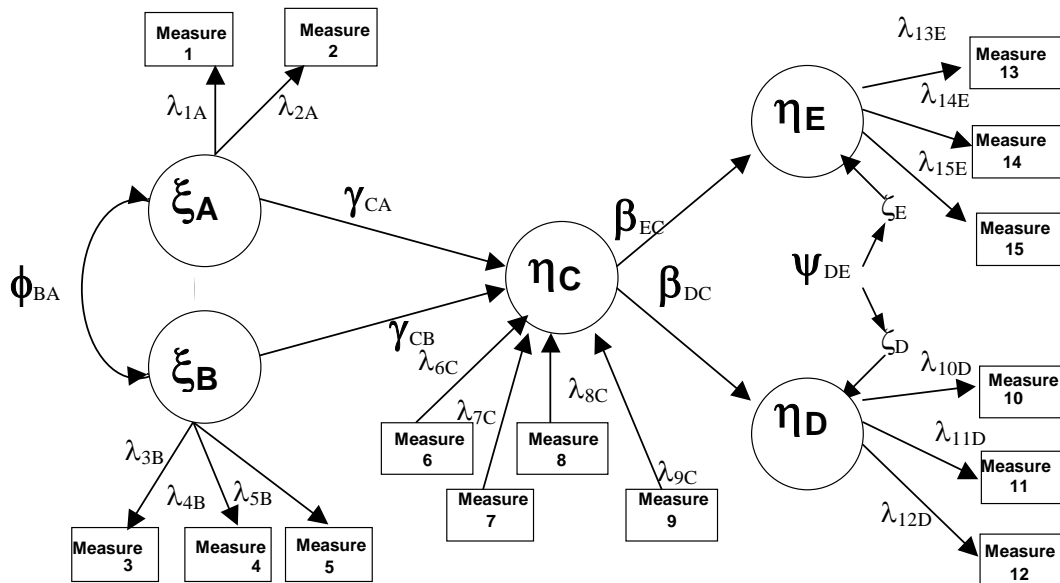 Measure
1
Measure
2
λ1A
λ2A
ξA
ϕBA
ξB
λ3B
λ4B
λ5B
Measure
3
Measure
4
Measure
5
γCA
γCB
ηC
λ6C
λ7C
λ8C
λ9C
Measure
6
Measure
7
Measure
8
Measure
9
βEC
βDC
ηE
λ13E
λ14E
λ15E
Measure
13
Measure
14
Measure
15
ζE
ψDE
ζD
ηD
λ10D
λ11D
λ12D
Measure
10
Measure
11
Measure
12